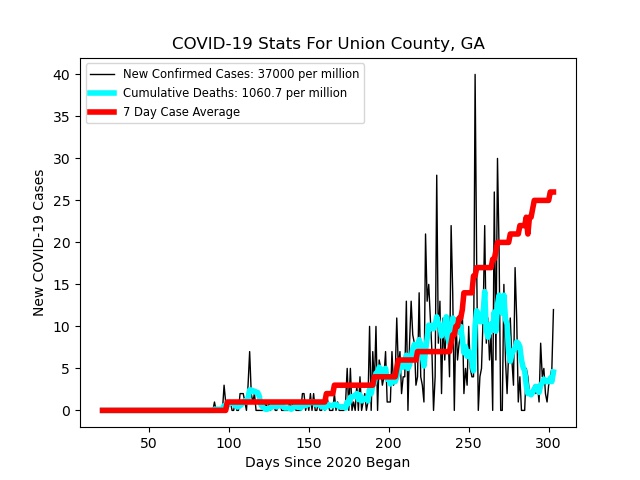 COVID-19 Stats For Union County, GA
New Confirmed Cases: 37000 per million
Cumulative Deaths: 1060.7 per million
7 Day Case Average
40
35
30
25
20
15
10
5
0
New COVID-19 Cases
50 100 150 200 250 300
Days Since 2020 Began